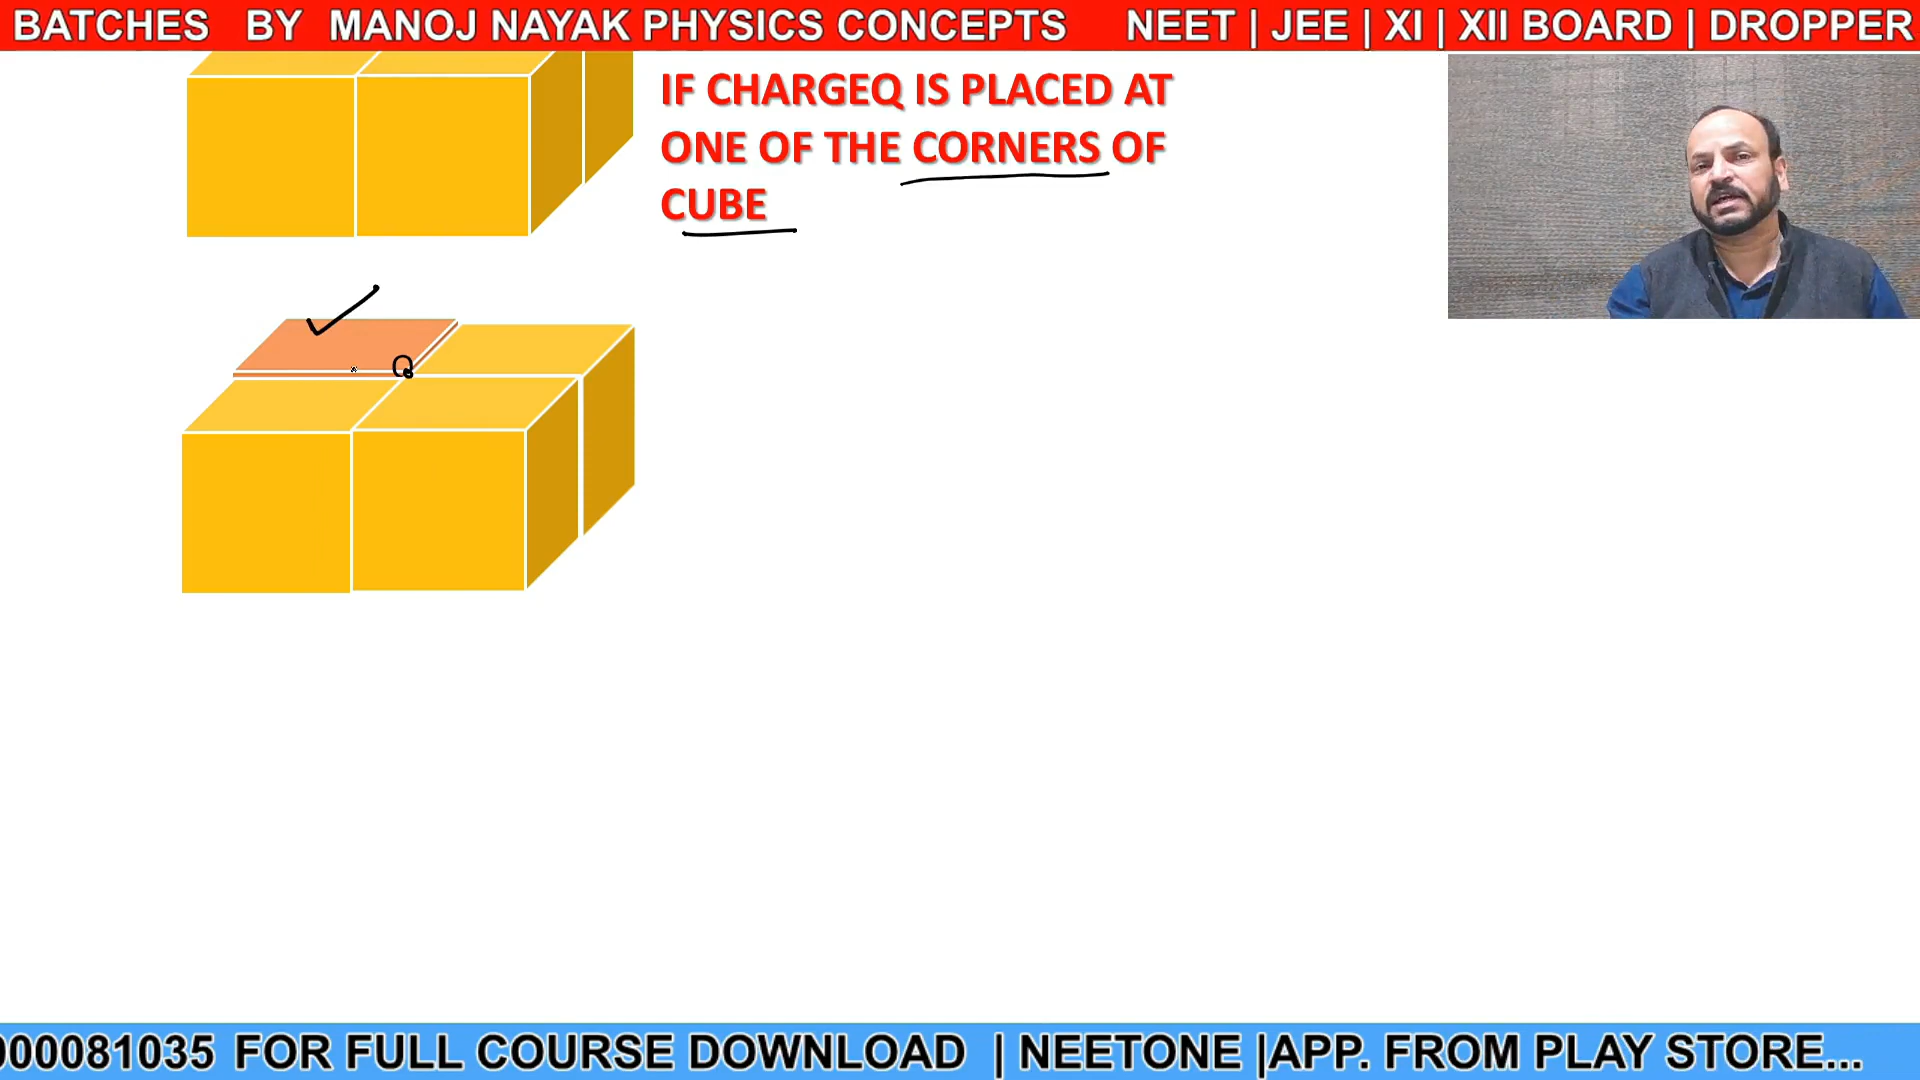 BATCHES BY MANOJ NAYAK PHYSICS CONCEPTS NEET | JEE | XI | XII BOARD | DROPPER
IF CHARGEQ IS PLACED AT
ONE OF THE CORNERS OF
CUBE
Q
000081035 FOR FULL COURSE DOWNLOAD | NEETONE |APP. FROM PLAY STORE...